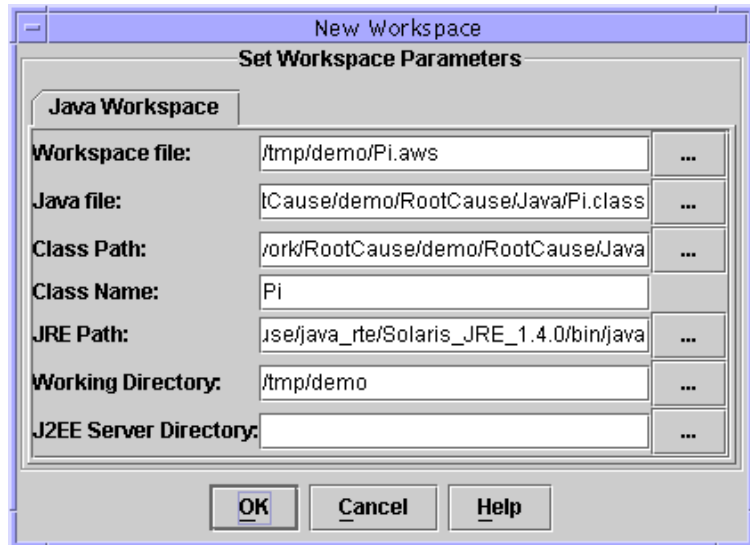 New Workspace
Set Workspace Parameters
Java Workspace
Workspace file: /tmp/demo/Pi.aws ...
Java file: tCause/demo/RootCause/Java/Pi.class ...
Class Path: /ork/RootCause/demo/RootCause/Java ...
Class Name: Pi
JRE Path: use/java_rte/Solaris_JRE_1.4.0/bin/java ...
Working Directory: /tmp/demo ...
J2EE Server Directory: ...
OK Cancel Help